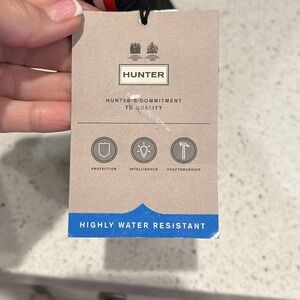 HUNTER
HUNTER'S COMMITMENT
TO QUALITY
PROTECTION INTELLIGENCE CRAFTSMANSHIP
HIGHLY WATER RESISTANT